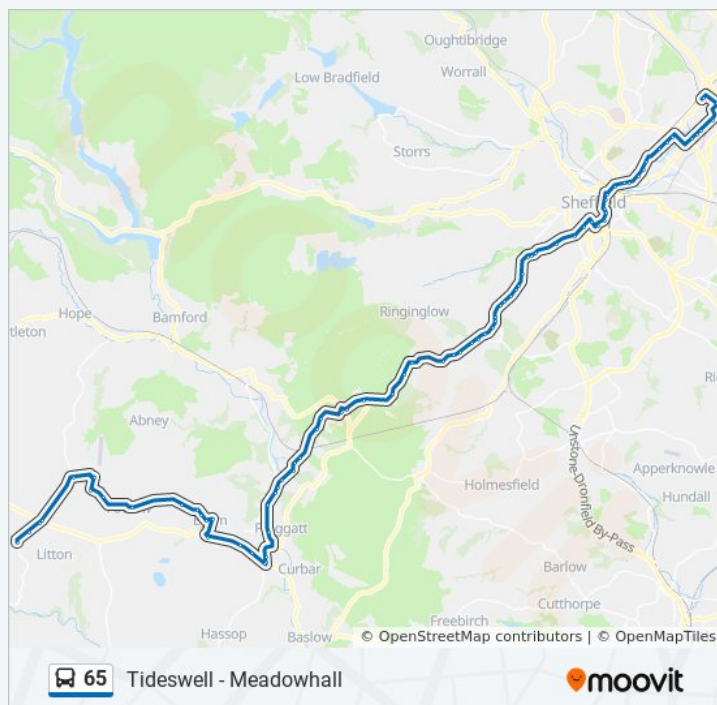 Oughtibridge
Low Bradfield
Worrall
Storrs
Sheffield
Ringinglow
Hope
tleton
Bamford
Abney
Unstone-Dronfield By-Pass
Ri
Apperknowle
Holmesfield
Hundall
Litton
Curbar
Barlow
Cutthorpe
Hassop
Baslow
Freebirch
© OpenStreetMap contributors | © OpenMapTiles
65
Tideswell - Meadowhall
moovit